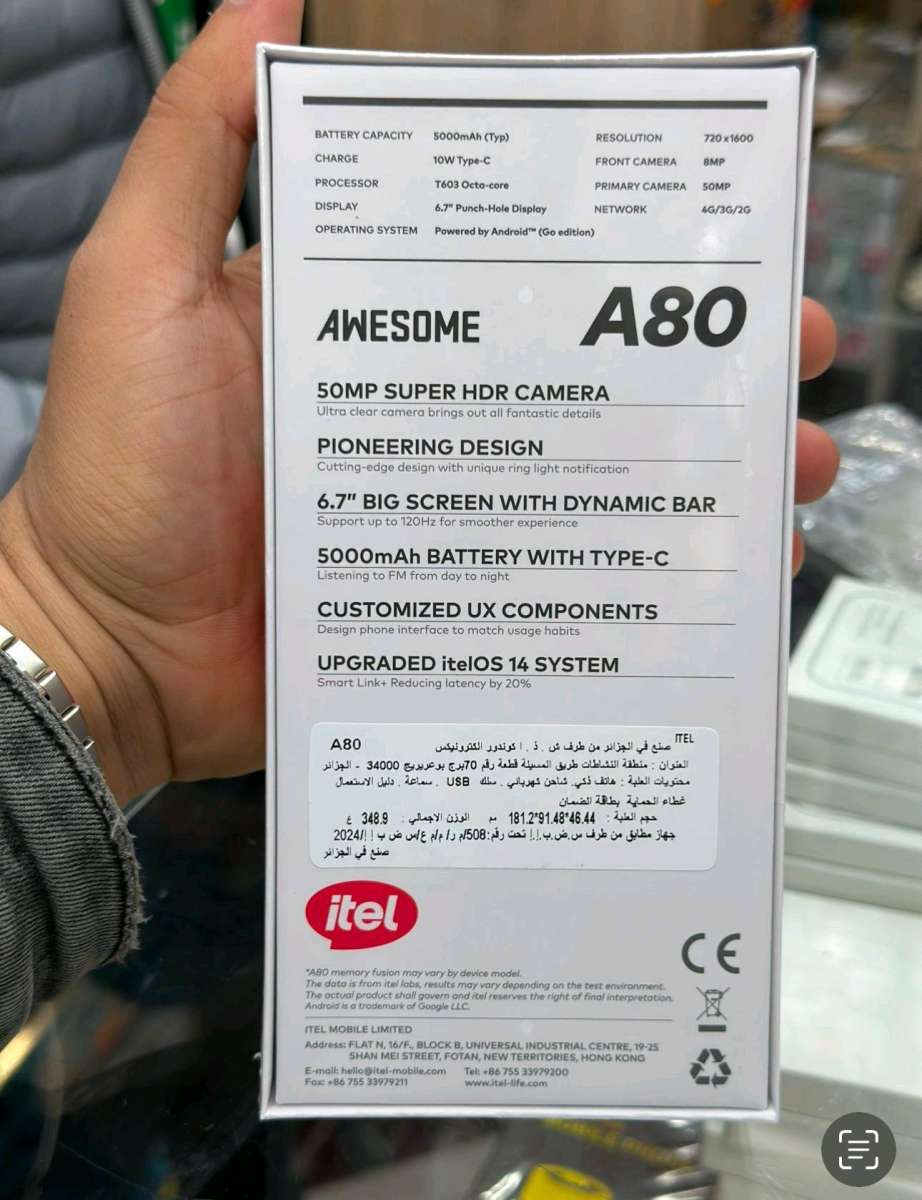 BATTERY CAPACITY 5000mAh (Typ) RESOLUTION 720x1600
CHARGE 10W Type-C FRONT CAMERA 8MP
PROCESSOR T603 Octa-core PRIMARY CAMERA 50MP
DISPLAY 6.7" Punch-Hole Display NETWORK 4G/3G/2G
OPERATING SYSTEM Powered by Android™ (Go edition)
AWESOME A80
50MP SUPER HDR CAMERA
Ultra clear camera brings out all fantastic details
PIONEERING DESIGN
Cutting-edge design with unique ring light notification
6.7" BIG SCREEN WITH DYNAMIC BAR
Support up to 120Hz for smoother experience
5000mAh BATTERY WITH TYPE-C
Listening to FM from day to night
CUSTOMIZED UX COMPONENTS
Design phone interface to match usage habits
UPGRADED itelOS 14 SYSTEM
Smart Link+ Reducing latency by 20%
A80 ITEL صنع في الجزائر من طرف ش . ذ . ا كوندور الكترونيكس
العنوان : منطقة النشاطات طريق المسيلة قطعة رقم 70برج بوعريريج 34000 - الجزائر
محتويات العلبة : هاتف ذكي. شاحن كهربائي . سلك USB . سماعة . دليل الاستعمال
غطاء الحماية بطاقة الضمان
حجم العلبة : 46.44*91.48*181.2 مم الوزن الاجمالي : 348.9 غ
جهاز مطابق من طرف س.ض.ب.إ.إ تحت رقم:508/م ر/ م/م ع/س ض ب إ إ/2024
صنع في الجزائر
itel
CE
*A80 memory fusion may vary by device model.
The data is from itel labs, results may vary depending on the test environment.
The actual product shall govern and itel reserves the right of final interpretation.
Android is a trademark of Google LLC.
ITEL MOBILE LIMITED
Address: FLAT N, 16/F., BLOCK B, UNIVERSAL INDUSTRIAL CENTRE, 19-25
SHAN MEI STREET, FOTAN, NEW TERRITORIES, HONG KONG
E-mail: hello@itel-mobile.com Tel: +86 755 33979200
Fax: +86 755 33979211 www.itel-life.com